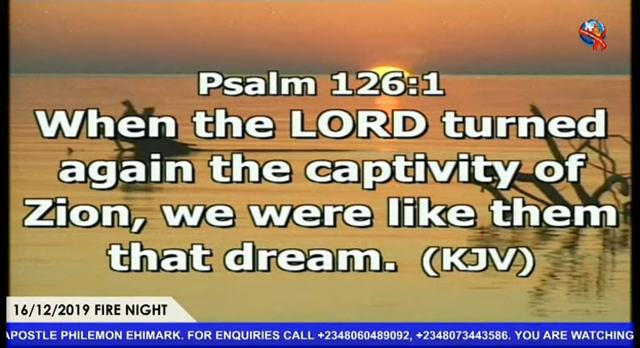 Psalm 126:1
When the LORD turned
again the captivity of
Zion, we were like them
that dream. (KJV)
16/12/2019 FIRE NIGHT
APOSTLE PHILEMON EHIMARK. FOR ENQUIRIES CALL +2348060489092, +2348073443586. YOU ARE WATCHING